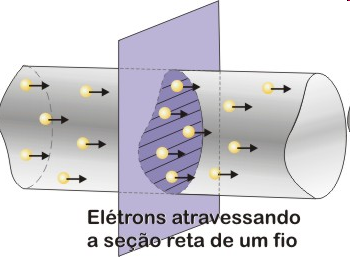 Elétrons atravessando
a seção reta de um fio